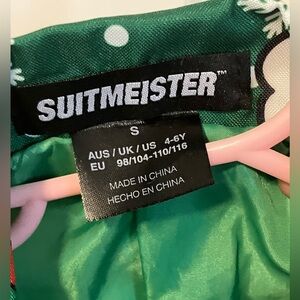 SUITMEISTER™
S
AUS / UK / US 4-6Y
EU 98/104-110/116
MADE IN CHINA
HECHO EN CHINA